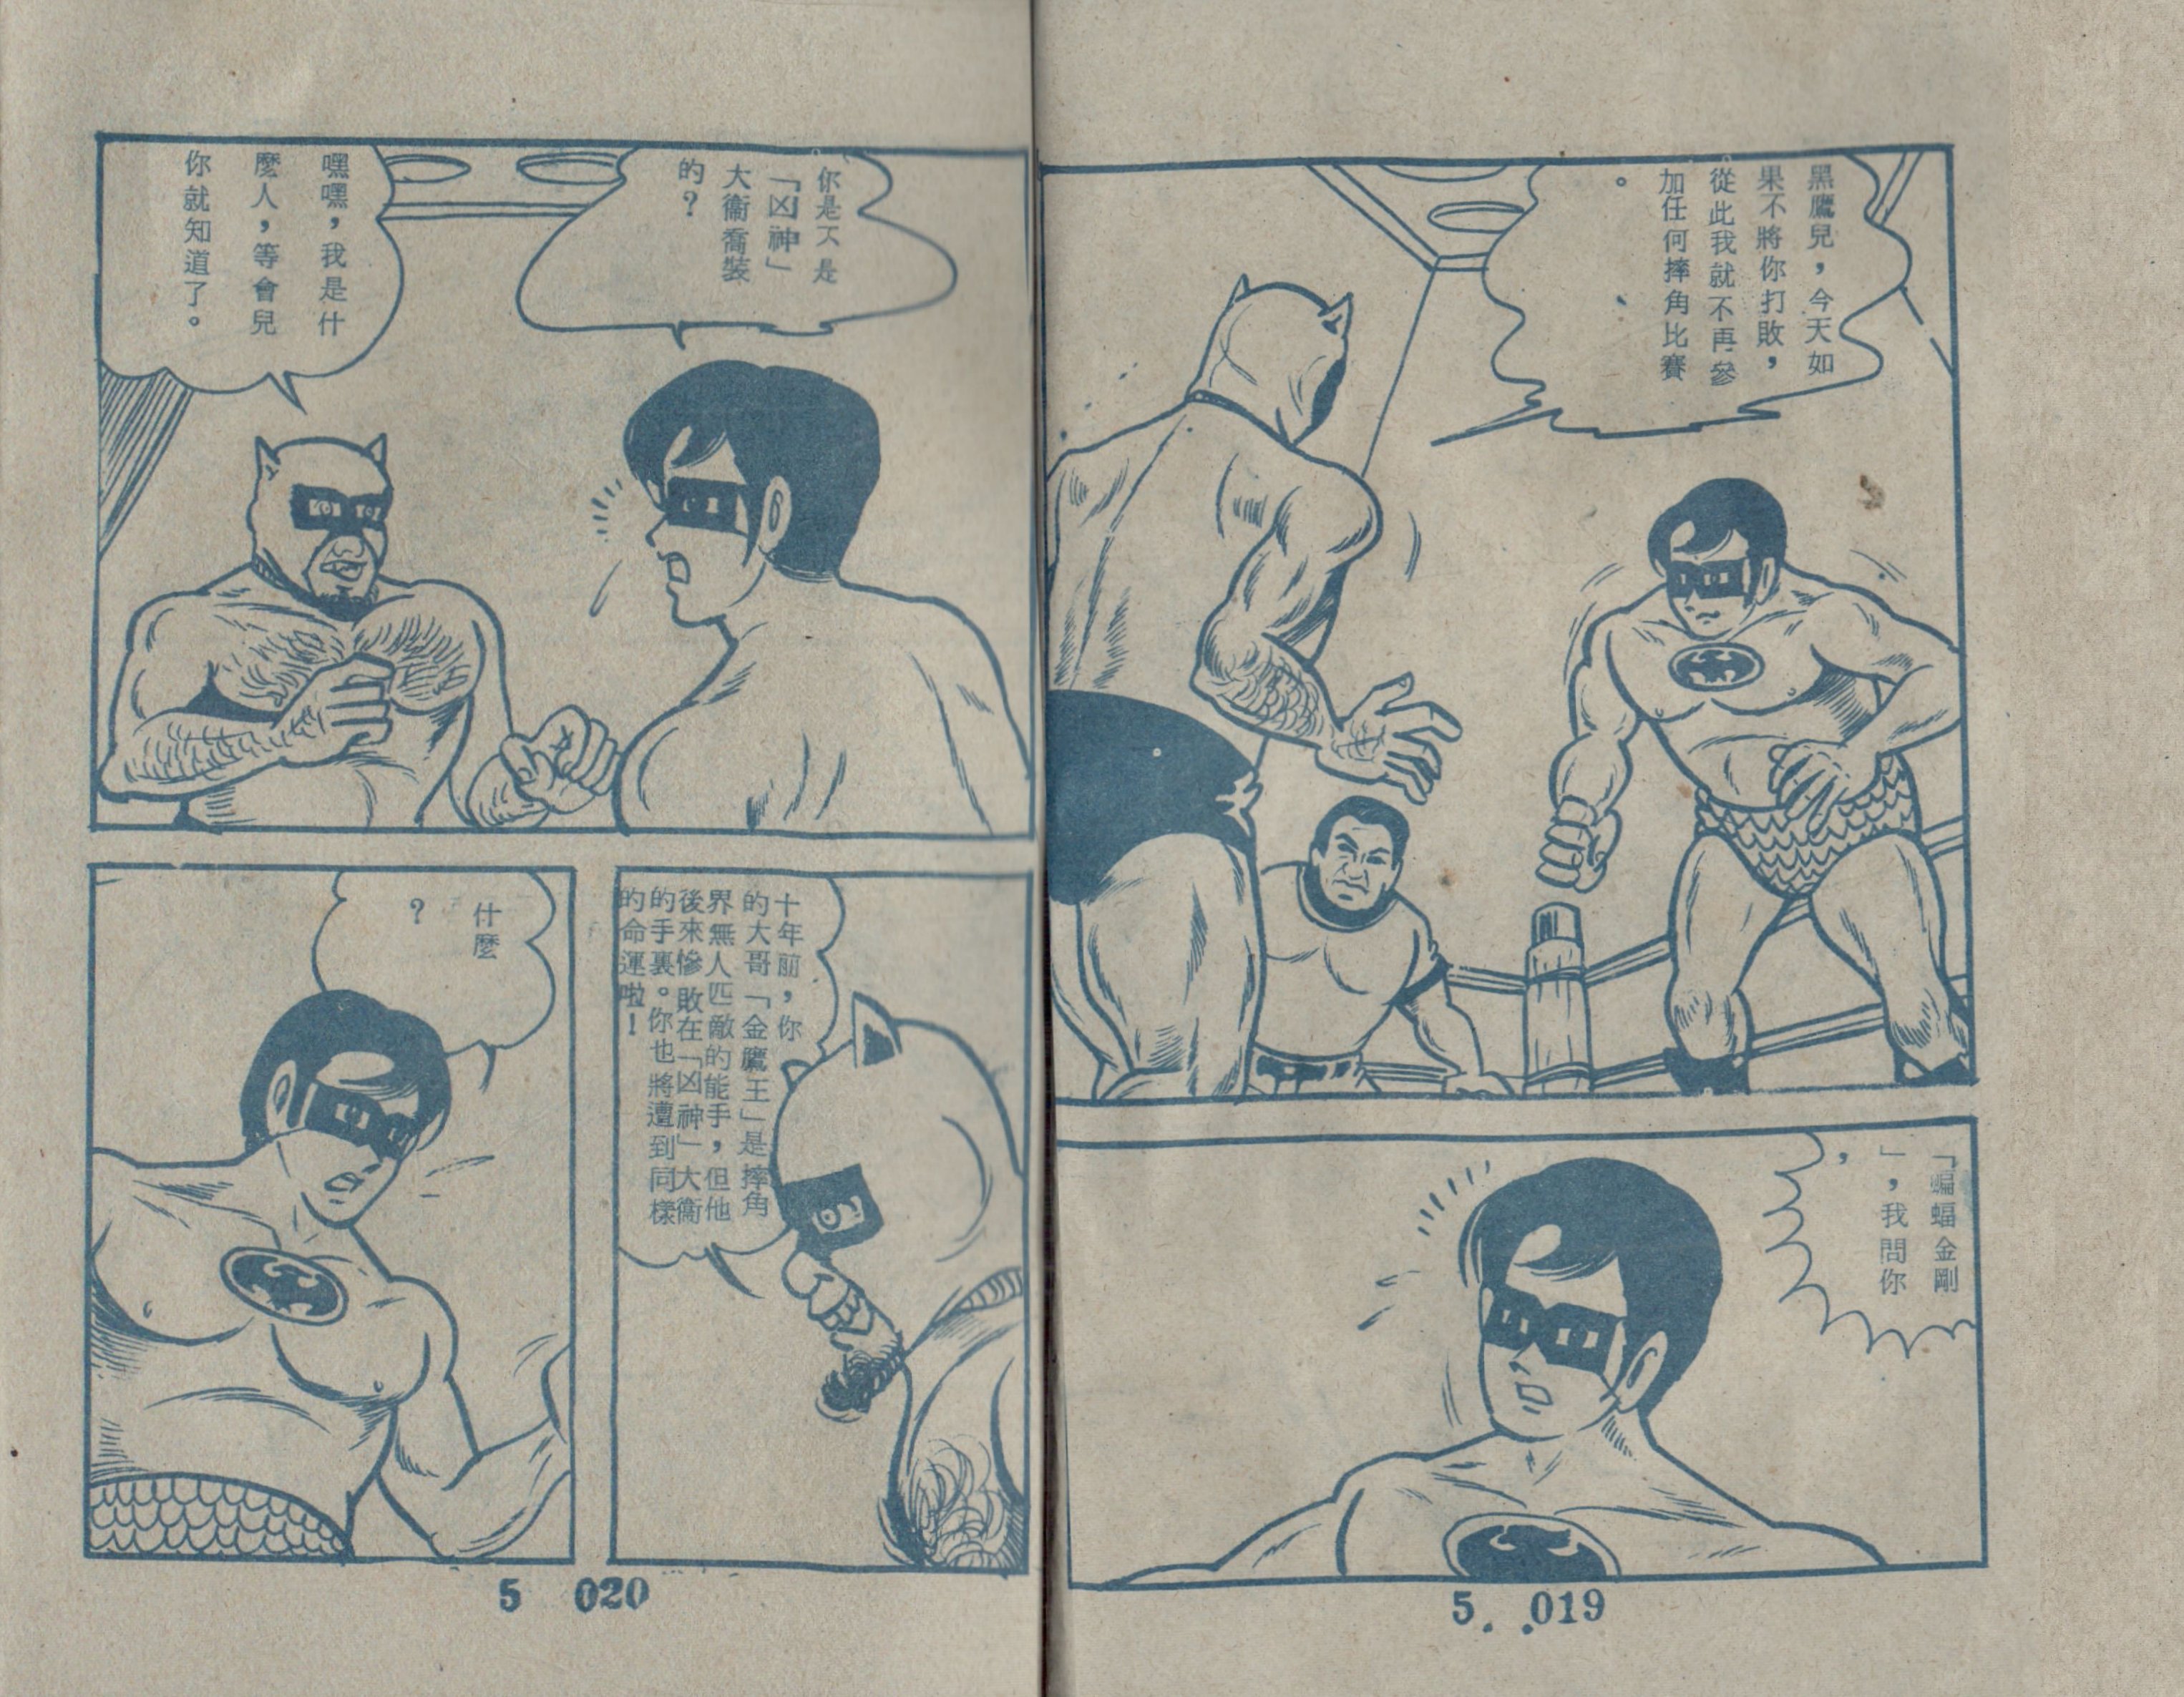 黑鷹兒，今天如
果不將你打敗，
從此我就不再參
加任何摔角比賽
。
「蝙蝠金剛
」，我問你
，
5 019
你是不是
「凶神」
大衞喬裝
的？
嘿嘿，我是什
麼人，等會兒
你就知道了。
十年前，你
的大哥「金鷹王」是摔角
界無人匹敵的能手，但他
後來慘敗在「凶神」大衞
的手裏。你也將遭到同樣
的命運啦！
什麼
？
5 020